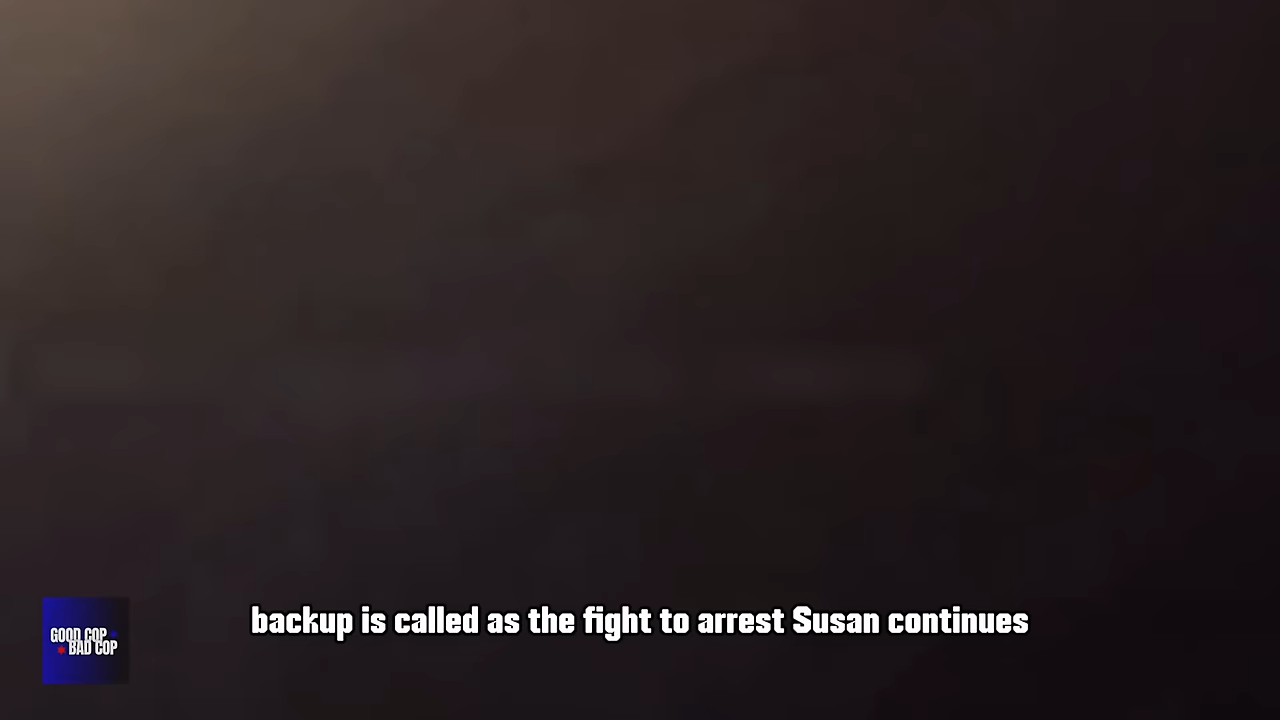 GOOD COP
BAD COP
backup is called as the fight to arrest Susan continues